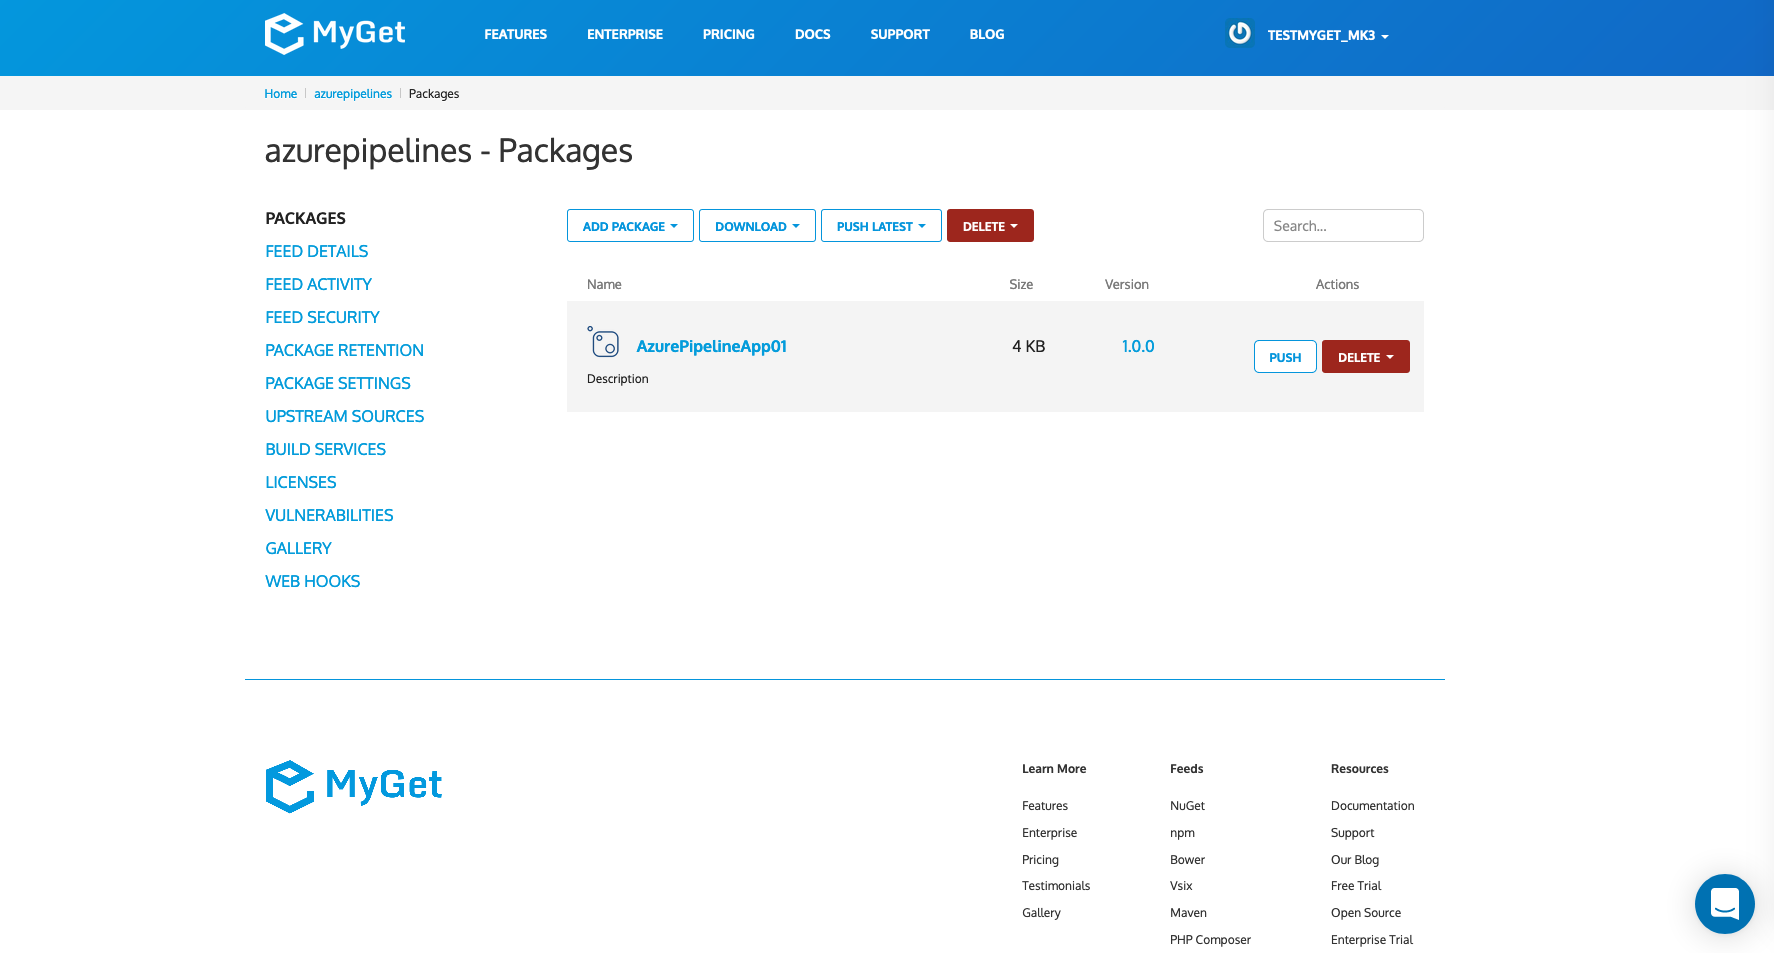 MyGet
FEATURES ENTERPRISE PRICING DOCS SUPPORT BLOG
TESTMYGET_MK3
Home azurepipelines Packages
azurepipelines - Packages
PACKAGES
FEED DETAILS
FEED ACTIVITY
FEED SECURITY
PACKAGE RETENTION
PACKAGE SETTINGS
UPSTREAM SOURCES
BUILD SERVICES
LICENSES
VULNERABILITIES
GALLERY
WEB HOOKS
ADD PACKAGE DOWNLOAD PUSH LATEST DELETE Search...
Name Size Version Actions
AzurePipelineApp01 4 KB 1.0.0 PUSH DELETE
Description
MyGet
Learn More
Features
Enterprise
Pricing
Testimonials
Gallery
Feeds
NuGet
npm
Bower
Vsix
Maven
PHP Composer
Resources
Documentation
Support
Our Blog
Free Trial
Open Source
Enterprise Trial